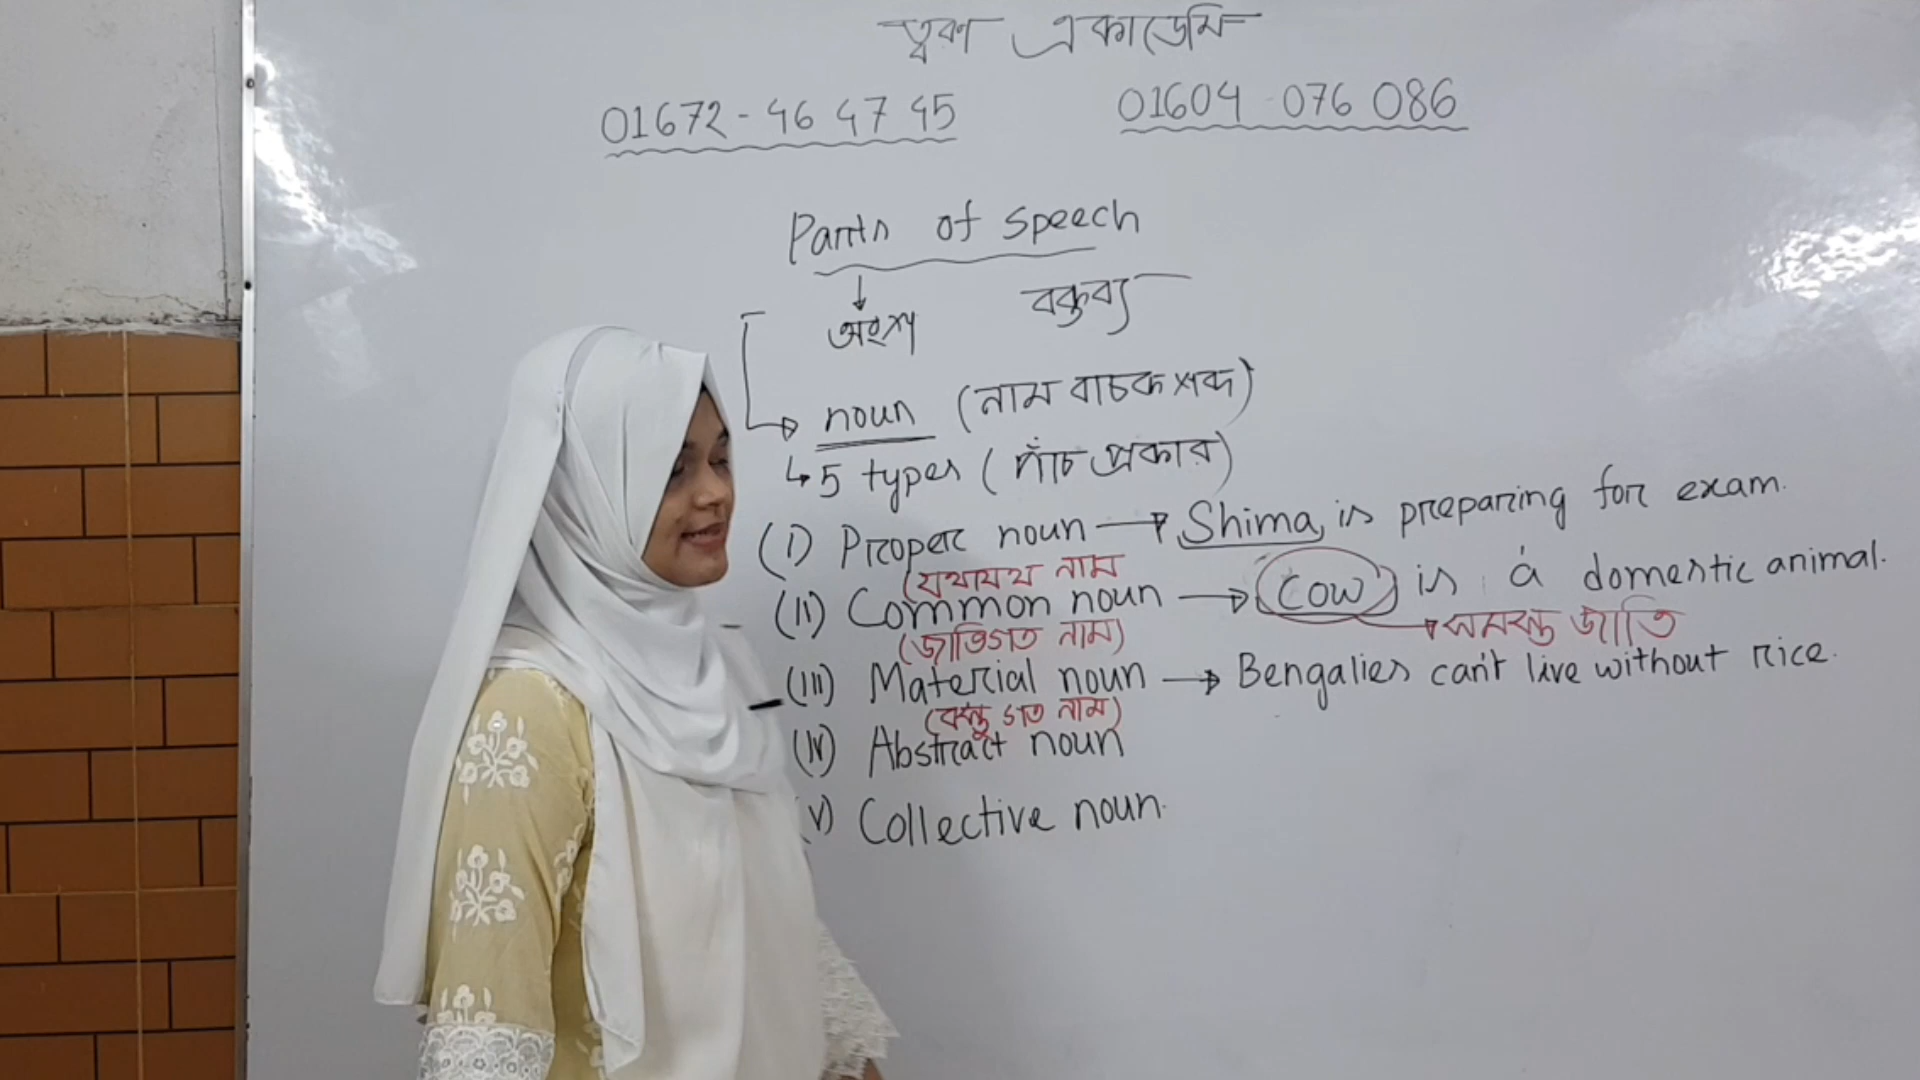 ত্বকী একাডেমি
01672-46 47 45 01604 076 086
Parts of speech
অংশ বক্তব্য
noun (নাম বাচক শব্দ)
5 types (পাঁচ প্রকার)
(i) Proper noun → Shima, is preparing for exam.
(যথাযথ নাম
(ii) Common noun → Cow is a domestic animal.
(জাতিগত নাম) → সমস্ত জাতি
(iii) Material noun → Bengalies can't live without rice.
(বস্তু গত নাম)
(iv) Abstract noun
(v) Collective noun.